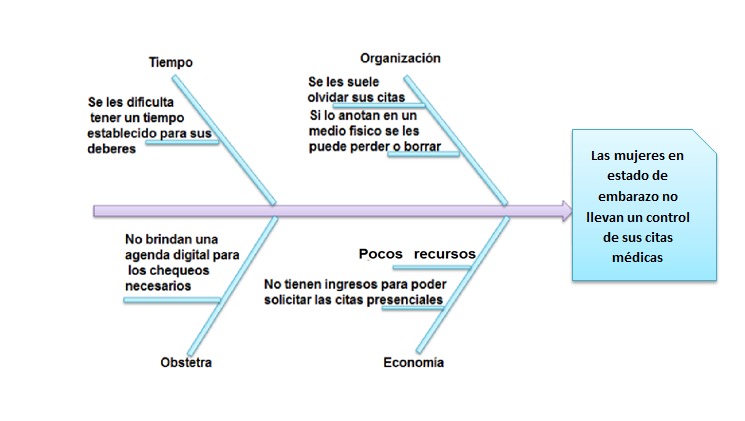 Tiempo
Organización
Se les dificulta
tener un tiempo
establecido para sus
deberes
Se les suele
olvidar sus citas
Si lo anotan en un
medio fisico se les
puede perder o borrar
Las mujeres en
estado de
embarazo no
llevan un control
de sus citas
médicas
No brindan una
agenda digital para
los chequeos
necesarios
Pocos recursos
No tienen ingresos para poder
solicitar las citas presenciales
Obstetra
Economía